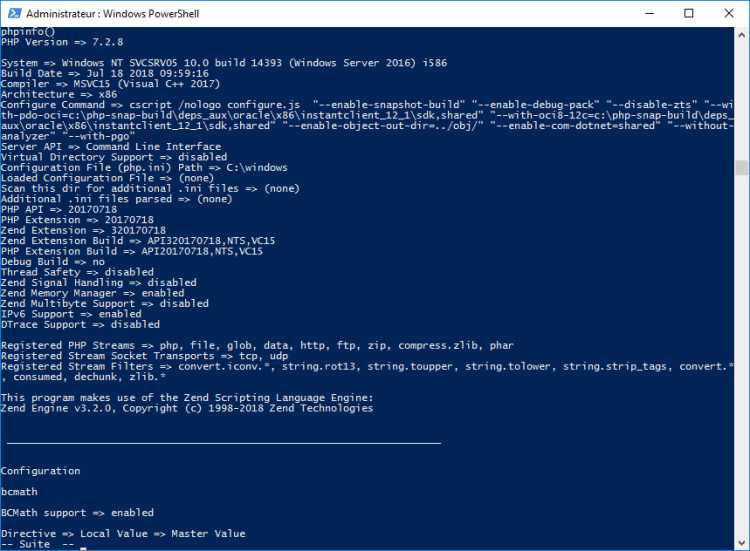 Administrateur : Windows PowerShell
phpinfo()
PHP Version => 7.2.8
System => Windows NT SVCSRV05 10.0 build 14393 (Windows Server 2016) i586
Build Date => Jul 18 2018 09:59:16
Compiler => MSVC15 (Visual C++ 2017)
Architecture => x86
Configure Command => cscript /nologo configure.js  "--enable-snapshot-build" "--enable-debug-pack" "--disable-zts" "--wi
th-pdo-oci=c:\php-snap-build\deps_aux\oracle\x86\instantclient_12_1\sdk,shared" "--with-oci8-12c=c:\php-snap-build\deps_
aux\oracle\x86\instantclient_12_1\sdk,shared" "--enable-object-out-dir=../obj/" "--enable-com-dotnet=shared" "--without-
analyzer" "--with-pgo"
Server API => Command Line Interface
Virtual Directory Support => disabled
Configuration File (php.ini) Path => C:\windows
Loaded Configuration File => (none)
Scan this dir for additional .ini files => (none)
Additional .ini files parsed => (none)
PHP API => 20170718
PHP Extension => 20170718
Zend Extension => 320170718
Zend Extension Build => API320170718,NTS,VC15
PHP Extension Build => API20170718,NTS,VC15
Debug Build => no
Thread Safety => disabled
Zend Signal Handling => disabled
Zend Memory Manager => enabled
Zend Multibyte Support => disabled
IPv6 Support => enabled
DTrace Support => disabled
Registered PHP Streams => php, file, glob, data, http, ftp, zip, compress.zlib, phar
Registered Stream Socket Transports => tcp, udp
Registered Stream Filters => convert.iconv.*, string.rot13, string.toupper, string.tolower, string.strip_tags, convert.*
, consumed, dechunk, zlib.*
This program makes use of the Zend Scripting Language Engine:
Zend Engine v3.2.0, Copyright (c) 1998-2018 Zend Technologies
Configuration
bcmath
BCMath support => enabled
Directive => Local Value => Master Value
-- Suite  --